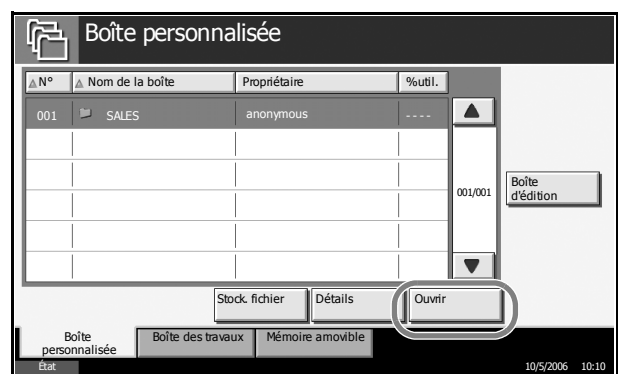 Boîte personnalisée
N° Nom de la boîte Propriétaire %util.
001 SALES anonymous ----
001/001
Boîte
d'édition
Stock. fichier Détails Ouvrir
Boîte
personnalisée
Boîte des travaux Mémoire amovible
État 10/5/2006 10:10